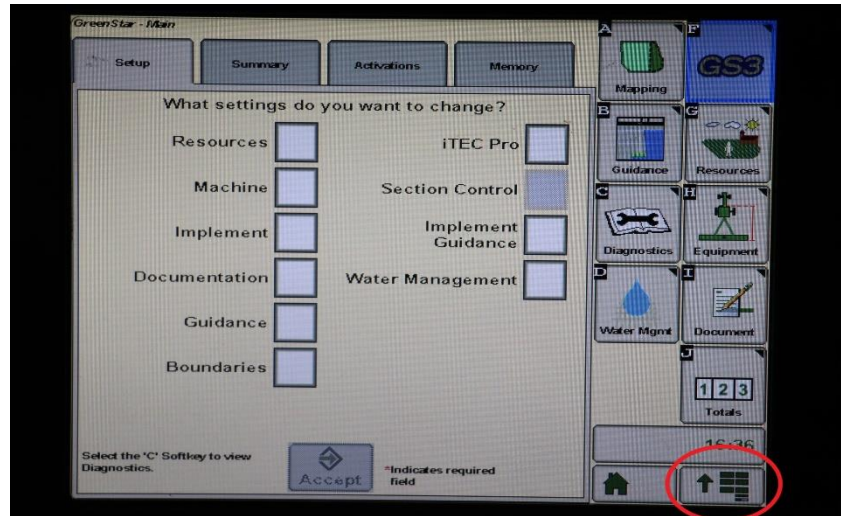 GreenStar - Main
Setup
Summary
Activations
Memory
What settings do you want to change?
Resources
iTEC Pro
Machine
Section Control
Implement
Implement
Guidance
Documentation
Water Management
Guidance
Boundaries
Select the 'C' Softkey to view
Diagnostics.
Accept
*Indicates required
field
A
Mapping
F
GS3
B
Guidance
G
Resources
C
Diagnostics
H
Equipment
D
Water Mgmt
I
Document
J
1 2 3
Totals
16:36